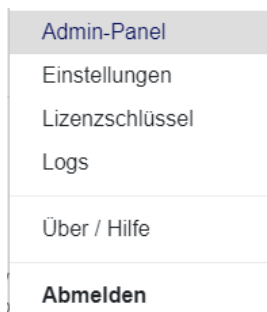 Admin-Panel
Einstellungen
Lizenzschlüssel
Logs
Über / Hilfe
Abmelden